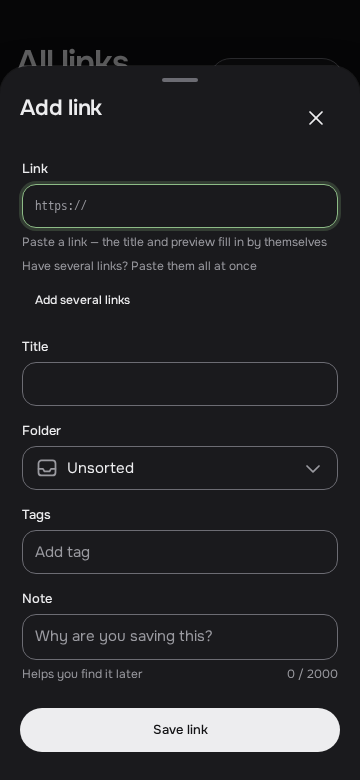 All links
Add link
Link
https://
Paste a link — the title and preview fill in by themselves
Have several links? Paste them all at once
Add several links
Title
Folder
Unsorted
Tags
Add tag
Note
Why are you saving this?
Helps you find it later
0 / 2000
Save link